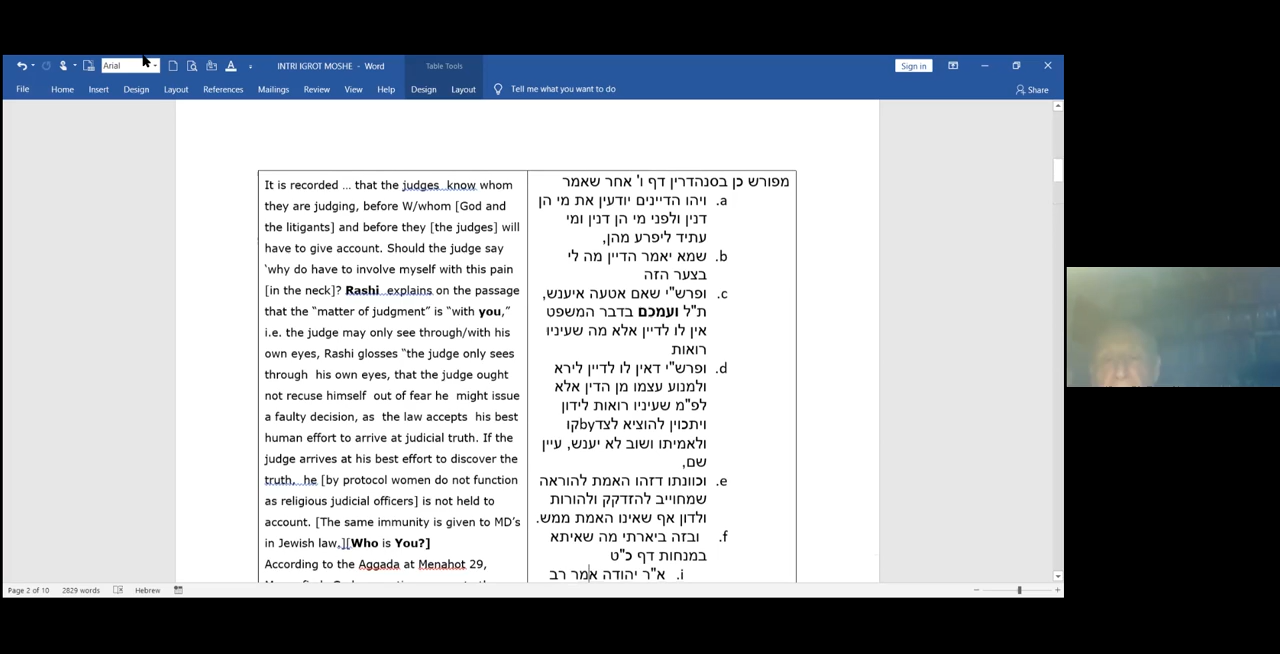 Arial
INTRI IGROT MOSHE - Word
Table Tools
Sign in
File Home Insert Design Layout References Mailings Review View Help Design Layout Tell me what you want to do Share
It is recorded … that the judges know whom
they are judging, before W/whom [God and
the litigants] and before they [the judges] will
have to give account. Should the judge say
'why do have to involve myself with this pain
[in the neck]? Rashi explains on the passage
that the “matter of judgment” is “with you,”
i.e. the judge may only see through/with his
own eyes, Rashi glosses “the judge only sees
through his own eyes, that the judge ought
not recuse himself out of fear he might issue
a faulty decision, as the law accepts his best
human effort to arrive at judicial truth. If the
judge arrives at his best effort to discover the
truth, he [by protocol women do not function
as religious judicial officers] is not held to
account. [The same immunity is given to MD’s
in Jewish law.][Who is You?]
According to the Aggada at Menahot 29,
מפורש כן בסנהדרין דף ו' אחר שאמר
a. ויהו הדיינים יודעין את מי הן
דנין ולפני מי הן דנין ומי
עתיד ליפרע מהן,
b. שמא יאמר הדיין מה לי
בצער הזה
c. ופרש"י שאם אטעה איענש,
ת"ל ועמכם בדבר המשפט
אין לו לדיין אלא מה שעיניו
רואות
d. ופרש"י דאין לו לדיין לירא
ולמנוע עצמו מן הדין אלא
לפ"מ שעיניו רואות לידון
ויתכוין להוציא לצדbyקו
ולאמיתו ושוב לא יענש, עיין
שם,
e. וכוונתו דזהו האמת להוראה
שמחוייב להזדקק ולהורות
ולדון אף שאינו האמת ממש.
f. ובזה ביארתי מה שאיתא
במנחות דף כ"ט
i. א"ר יהודה אמר רב
Page 2 of 10 2829 words Hebrew